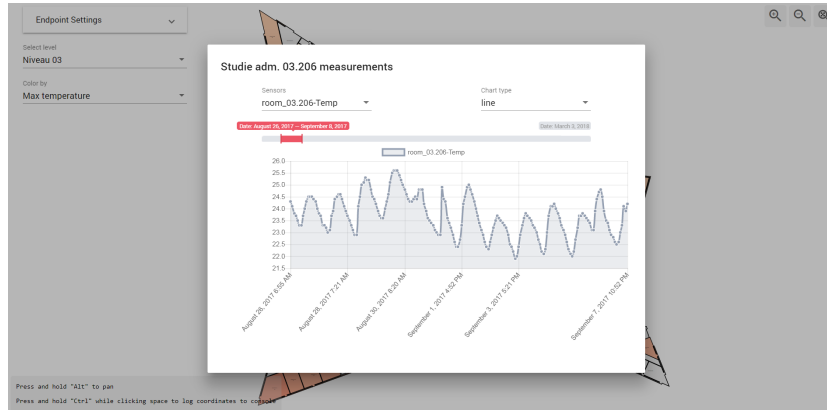 Endpoint Settings
Select level
Niveau 03
Color by
Max temperature
Studie adm. 03.206 measurements
Sensors
room_03.206-Temp
Chart type
line
Date: August 26, 2017 — September 8, 2017
Date: March 3, 2018
room_03.206-Temp
26.0
25.5
25.0
24.5
24.0
23.5
23.0
22.5
22.0
21.5
August 26, 2017 6:55 AM
August 28, 2017 7:21 AM
August 30, 2017 6:20 AM
September 1, 2017 4:52 PM
September 3, 2017 5:21 PM
September 7, 2017 10:52 PM
Press and hold "Alt" to pan
Press and hold "Ctrl" while clicking space to log coordinates to console